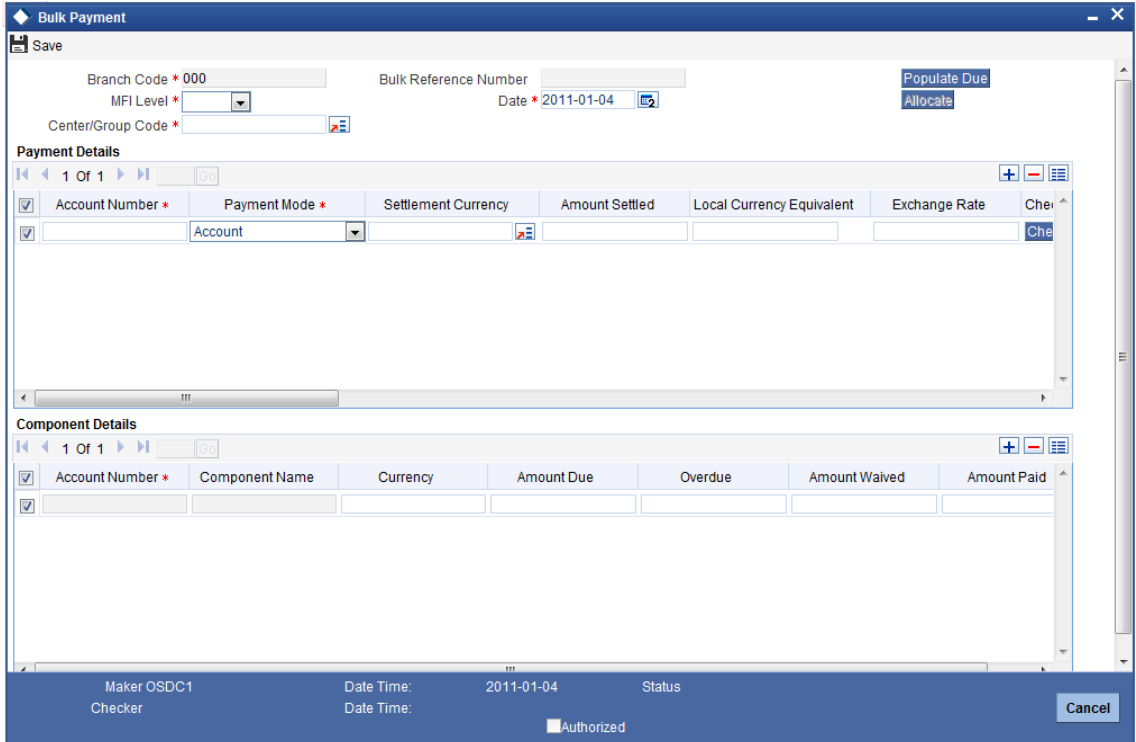 Bulk Payment
Save
Branch Code * 000 Bulk Reference Number Populate Due
MFI Level * Date * 2011-01-04 Allocate
Center/Group Code *
Payment Details
1 Of 1 Go
Account Number * Payment Mode * Settlement Currency Amount Settled Local Currency Equivalent Exchange Rate Che
Account Che
Component Details
1 Of 1 Go
Account Number * Component Name Currency Amount Due Overdue Amount Waived Amount Paid
Maker OSDC1 Date Time: 2011-01-04 Status
Checker Date Time:
Authorized
Cancel